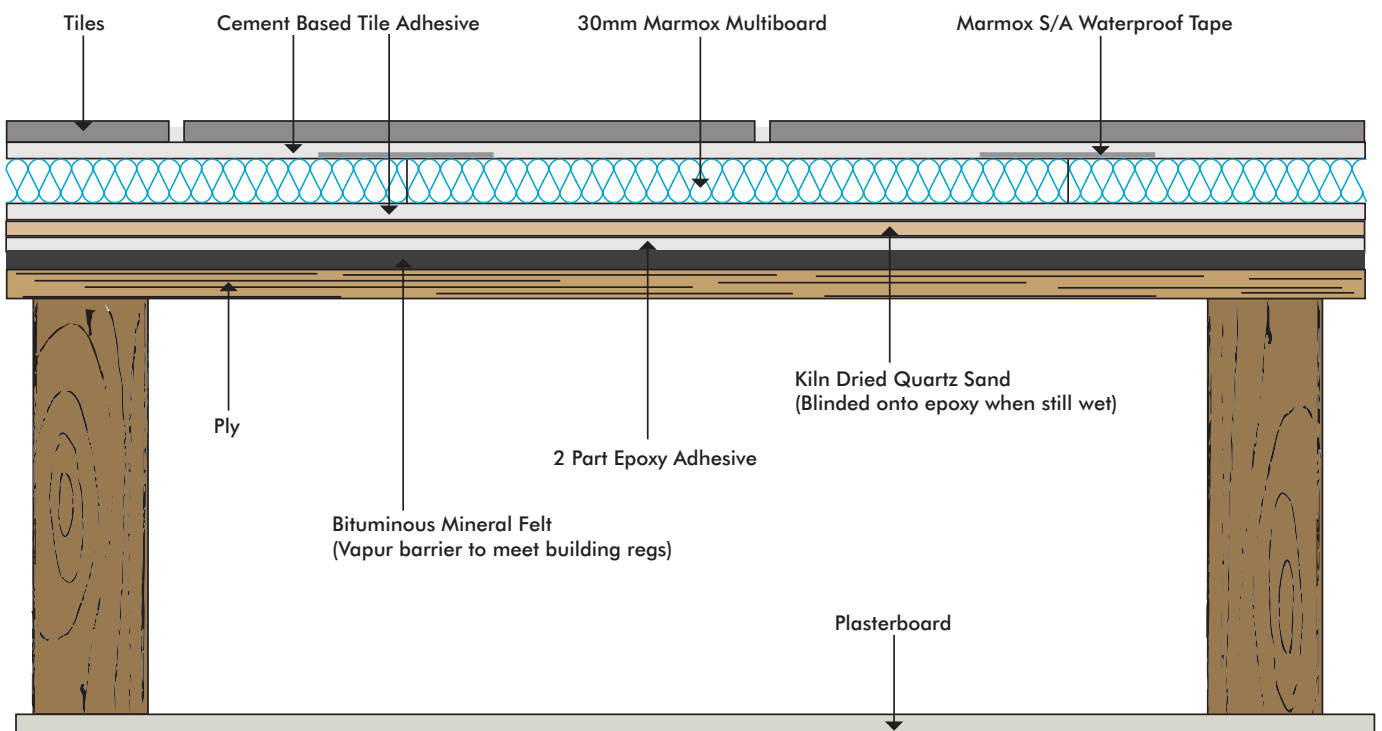 Tiles
Cement Based Tile Adhesive
30mm Marmox Multiboard
Marmox S/A Waterproof Tape
Kiln Dried Quartz Sand
(Blinded onto epoxy when still wet)
Ply
2 Part Epoxy Adhesive
Bituminous Mineral Felt
(Vapur barrier to meet building regs)
Plasterboard